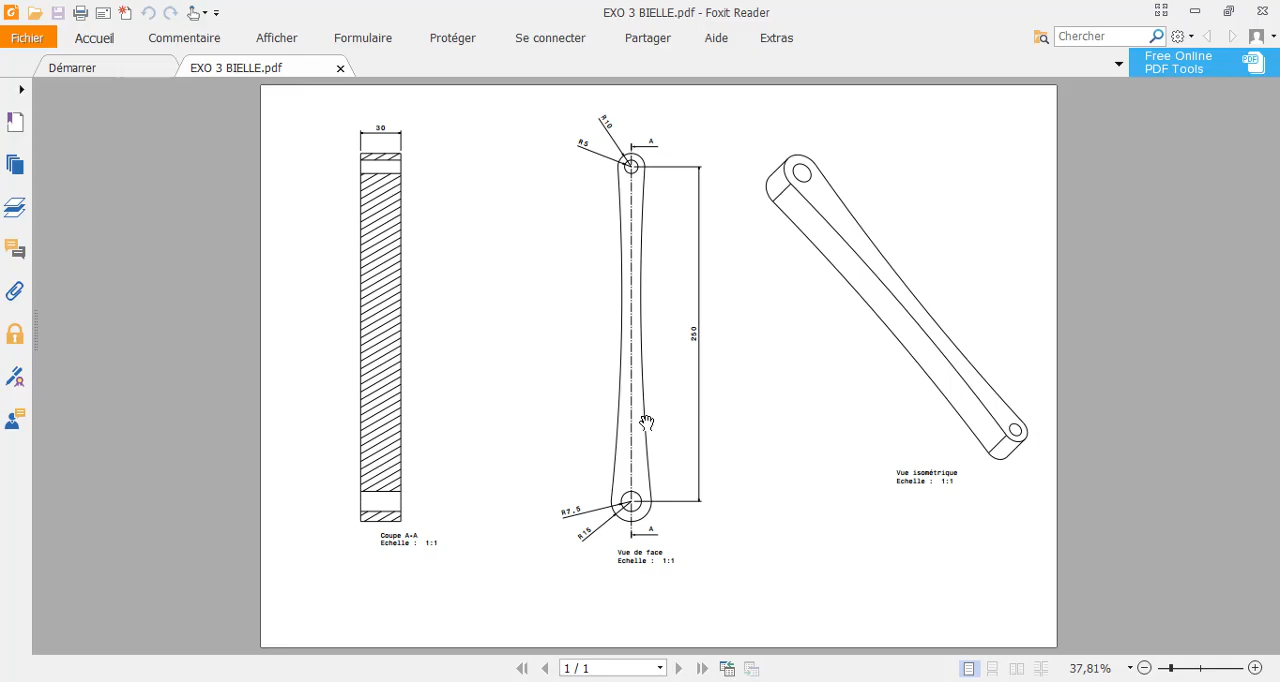 EXO 3 BIELLE.pdf - Foxit Reader
Fichier Accueil Commentaire Afficher Formulaire Protéger Se connecter Partager Aide Extras Chercher
Démarrer EXO 3 BIELLE.pdf Free Online
PDF Tools PDF
30
R10
R5
A
250
R7,5
R15
A
Coupe A-A
Echelle : 1:1
Vue de face
Echelle : 1:1
Vue isométrique
Echelle : 1:1
1 / 1 37,81%